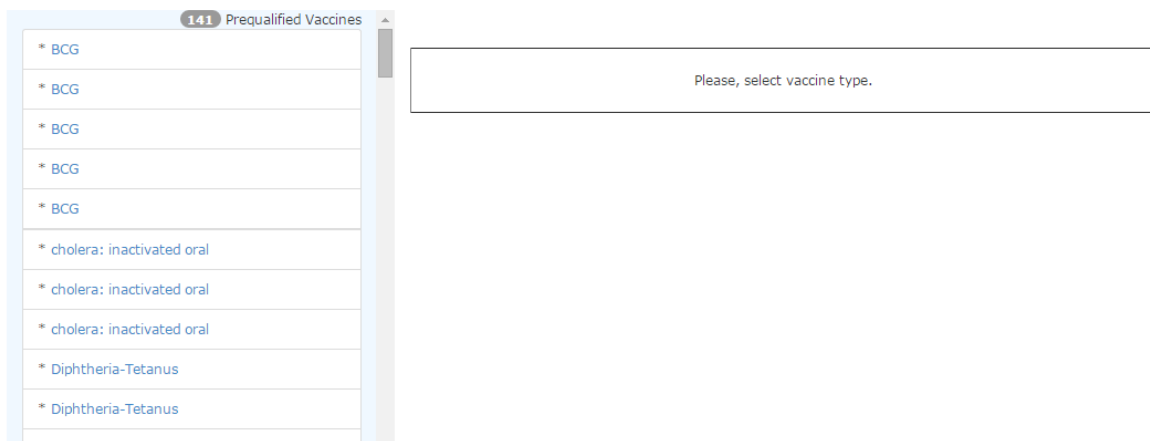 141 Prequalified Vaccines
* BCG
* BCG
* BCG
* BCG
* BCG
* cholera: inactivated oral
* cholera: inactivated oral
* cholera: inactivated oral
* Diphtheria-Tetanus
* Diphtheria-Tetanus
Please, select vaccine type.